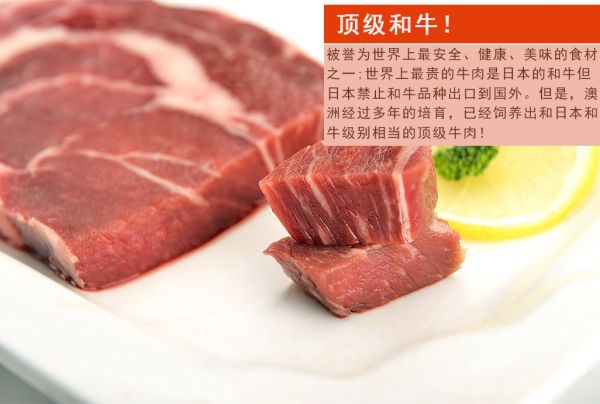 顶级和牛！
被誉为世界上最安全、健康、美味的食材
之一;世界上最贵的牛肉是日本的和牛但
日本禁止和牛品种出口到国外。但是，澳
洲经过多年的培育，已经饲养出和日本和
牛级别相当的顶级牛肉！